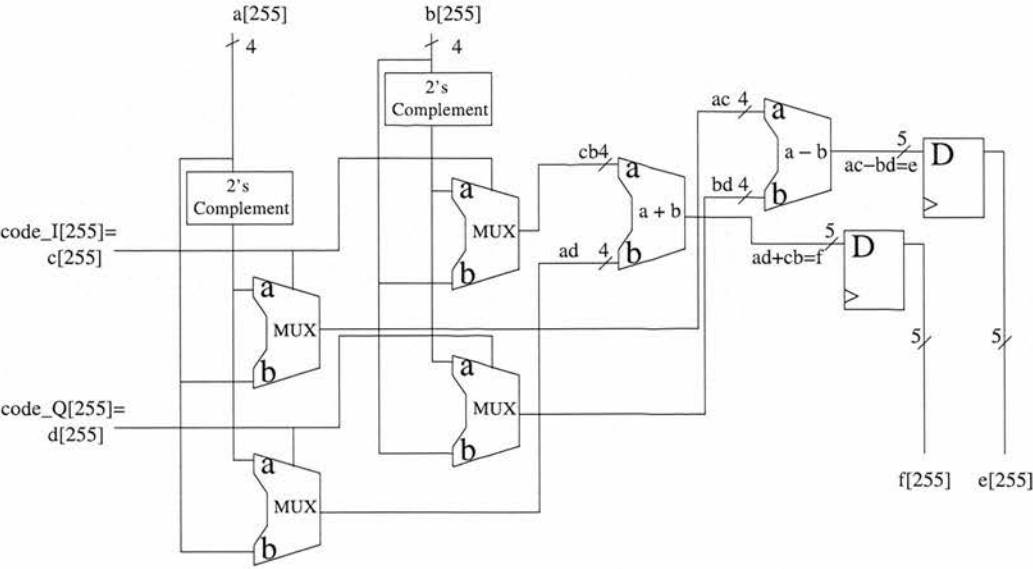 a[255]
b[255]
4
4
2's
Complement
ac 4
a
a − b
b
5
D
ac−bd=e
cb4
a
a + b
b
bd 4
2's
Complement
a
MUX
b
code_I[255]=
c[255]
ad 4
5
D
ad+cb=f
a
MUX
b
5
5
a
MUX
b
code_Q[255]=
d[255]
a
MUX
b
f[255]
e[255]